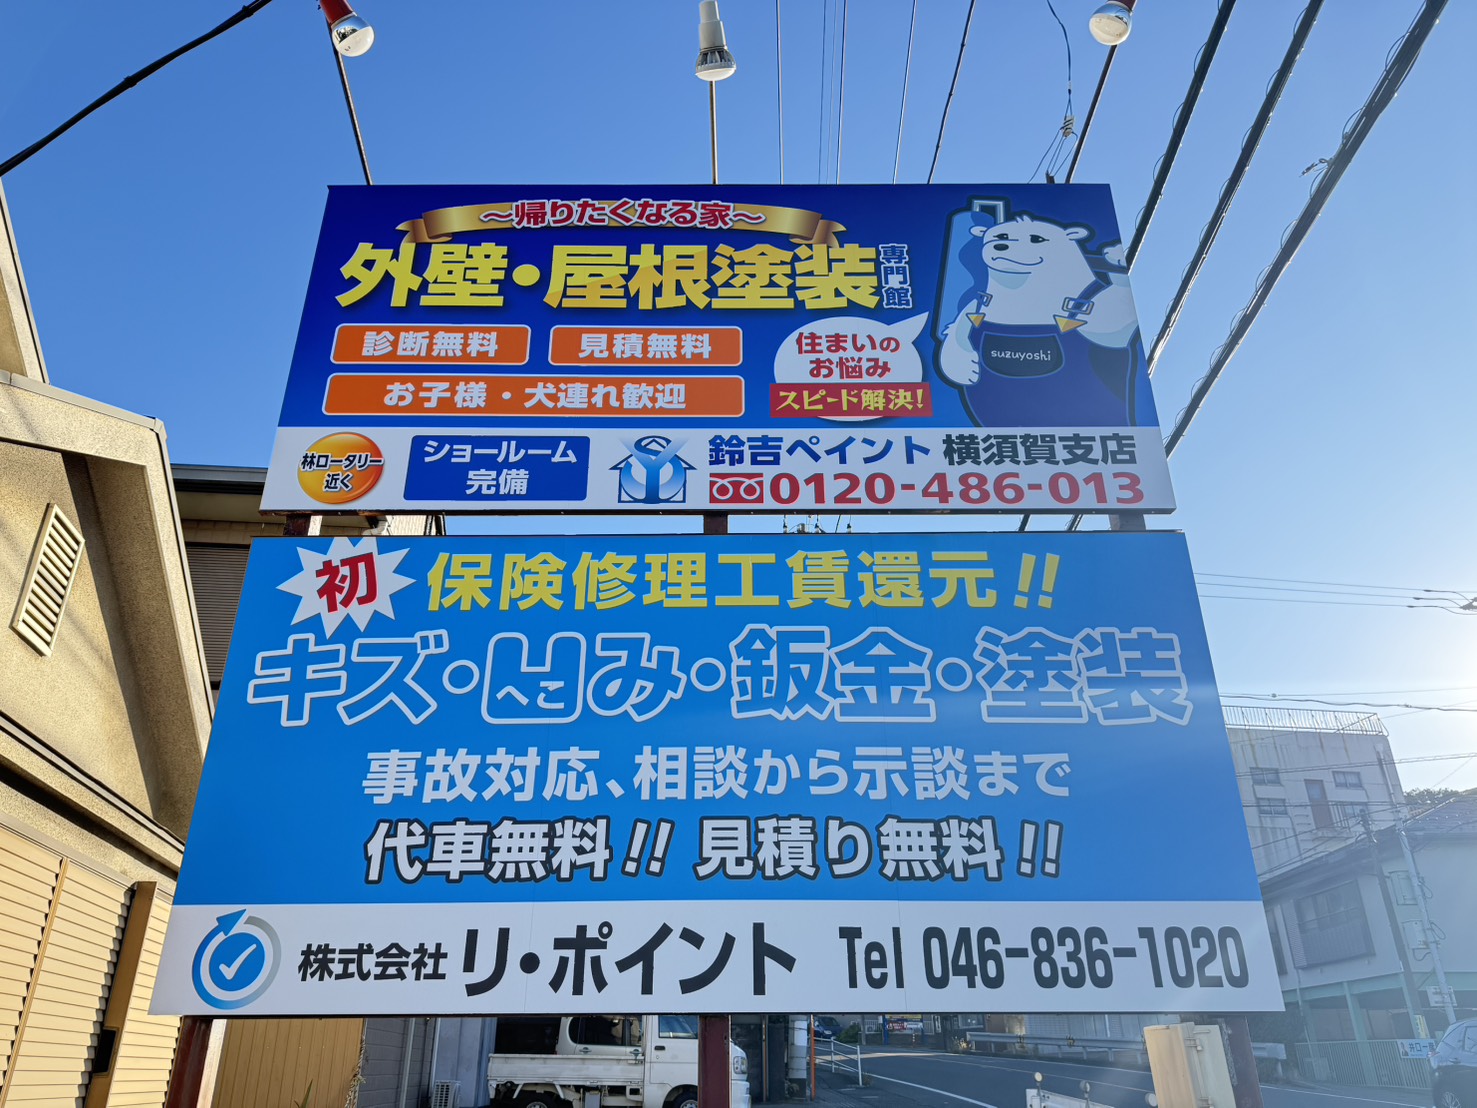 〜帰りたくなる家〜
外壁・屋根塗装専門館
診断無料 見積無料
お子様・犬連れ歓迎
住まいの
お悩み
スピード解決!
suzuyoshi
林ロータリー
近く
ショールーム
完備
鈴吉ペイント 横須賀支店
0120-486-013
初 保険修理工賃還元!!
キズ・凹み・鈑金・塗装
へこ
事故対応、相談から示談まで
代車無料!! 見積り無料!!
株式会社 リ・ポイント Tel 046-836-1020